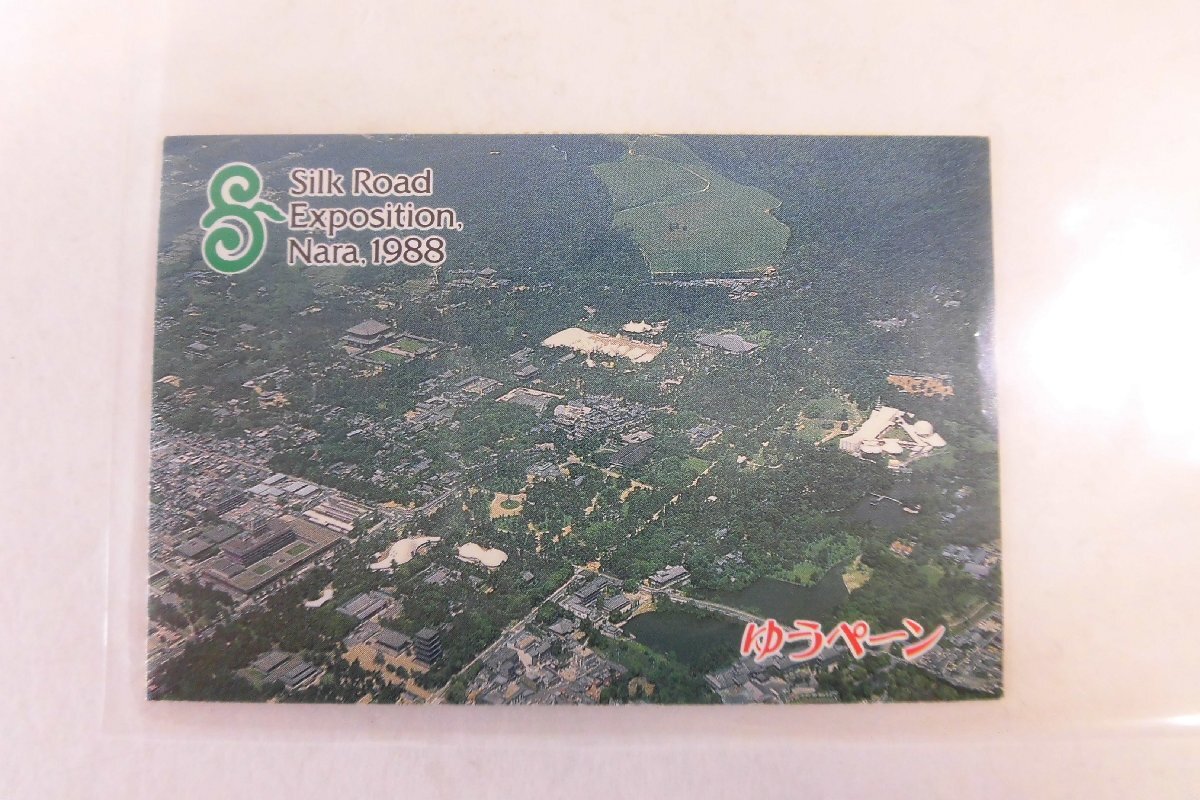 Silk Road
Exposition,
Nara, 1988
ゆうペーン